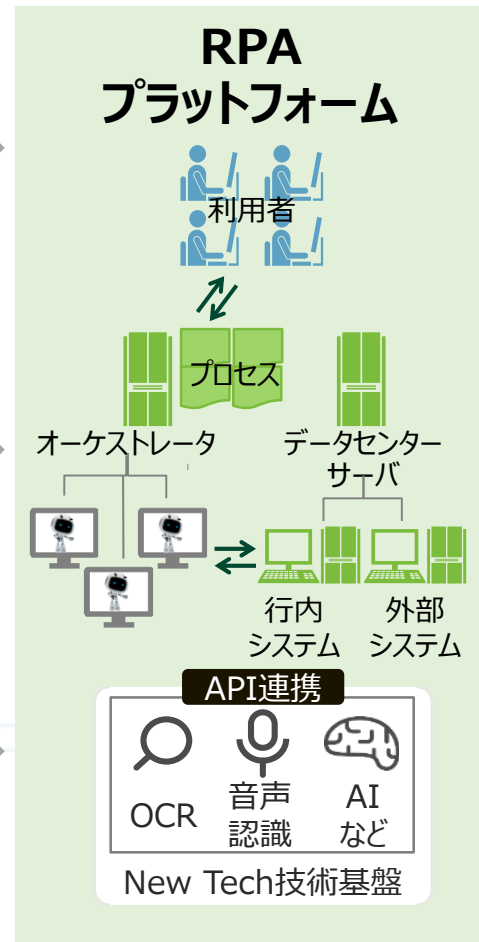 RPA
プラットフォーム
利用者
プロセス
オーケストレータ
データセンター
サーバ
行内
システム
外部
システム
API連携
OCR
音声
認識
AI
など
New Tech技術基盤